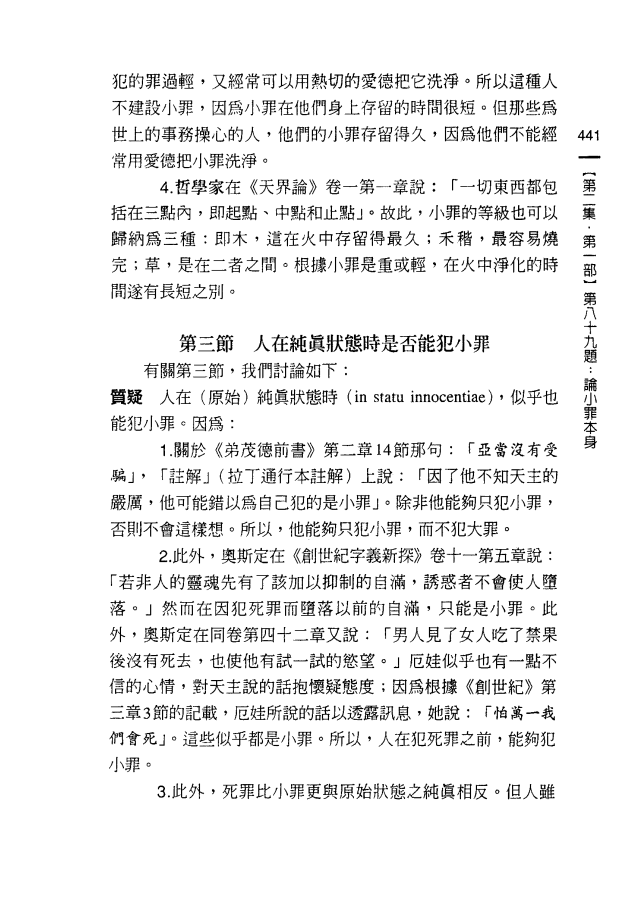 犯的罪過輕，又經常可以用熱切的愛德把它洗淨。所以這種人
不建設小罪，因爲小罪在他們身上存留的時間很短。但那些爲
世上的事務操心的人，他們的小罪存留得久，因爲他們不能經
常用愛德把小罪洗淨。
4.哲學家在《天界論》卷一第一章說：「一切東西都包
括在三點內，即起點、中點和止點」。故此，小罪的等級也可以
歸納爲三種：即木，這在火中存留得最久；禾稭，最容易燒
完；草，是在二者之間。根據小罪是重或輕，在火中淨化的時
間遂有長短之別。
第三節　人在純眞狀態時是否能犯小罪
有關第三節，我們討論如下：
質疑　人在（原始）純眞狀態時（in statu innocentiae），似乎也
能犯小罪。因爲：
1.關於《弟茂德前書》第二章14節那句：「亞當沒有受
騙」，「註解」（拉丁通行本註解）上說：「因了他不知天主的
嚴厲，他可能錯以爲自己犯的是小罪」。除非他能夠只犯小罪，
否則不會這樣想。所以，他能夠只犯小罪，而不犯大罪。
2.此外，奧斯定在《創世紀字義新探》卷十一第五章說：
「若非人的靈魂先有了該加以抑制的自滿，誘惑者不會使人墮
落。」然而在因犯死罪而墮落以前的自滿，只能是小罪。此
外，奧斯定在同卷第四十二章又說：「男人見了女人吃了禁果
後沒有死去，也使他有試一試的慾望。」厄娃似乎也有一點不
信的心情，對天主說的話抱懷疑態度；因爲根據《創世紀》第
三章3節的記載，厄娃所說的話以透露訊息，她說：「怕萬一我
們會死」。這些似乎都是小罪。所以，人在犯死罪之前，能夠犯
小罪。
3.此外，死罪比小罪更與原始狀態之純眞相反。但人雖
441
【第二集．第一部】第八十九題：論小罪本身